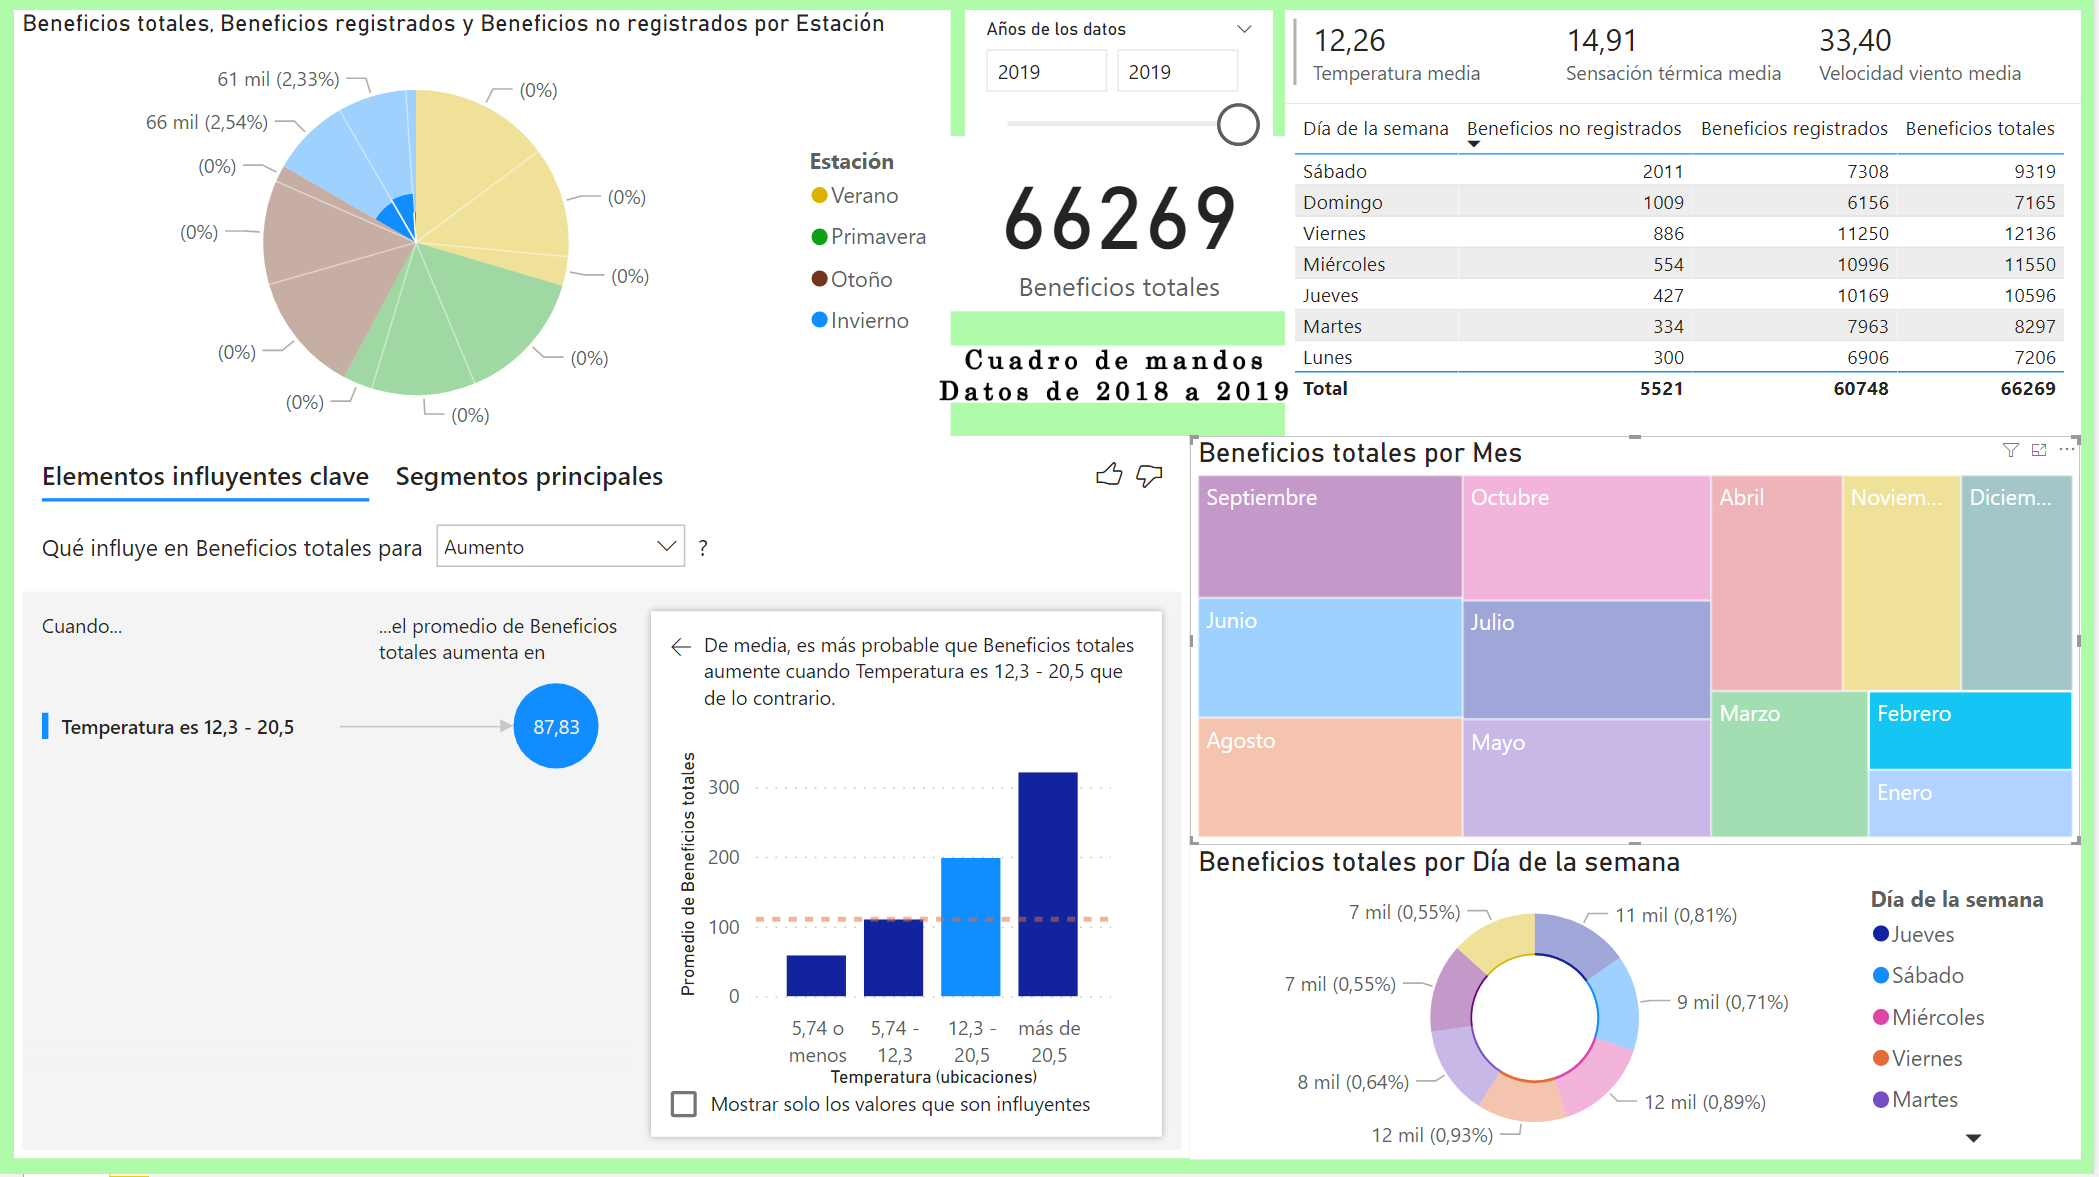 Beneficios totales, Beneficios registrados y Beneficios no registrados por Estación
61 mil (2,33%)
66 mil (2,54%)
(0%)
(0%)
(0%)
(0%)
(0%)
(0%)
(0%)
(0%)
(0%)
Estación
Verano
Primavera
Otoño
Invierno
Años de los datos
2019
2019
66269
Beneficios totales
Cuadro de mandos
Datos de 2018 a 2019
12,26
Temperatura media
14,91
Sensación térmica media
33,40
Velocidad viento media
Día de la semana Beneficios no registrados Beneficios registrados Beneficios totales
Sábado 2011 7308 9319
Domingo 1009 6156 7165
Viernes 886 11250 12136
Miércoles 554 10996 11550
Jueves 427 10169 10596
Martes 334 7963 8297
Lunes 300 6906 7206
Total 5521 60748 66269
Elementos influyentes clave Segmentos principales
Qué influye en Beneficios totales para Aumento ?
Cuando...
...el promedio de Beneficios
totales aumenta en
Temperatura es 12,3 - 20,5
87,83
De media, es más probable que Beneficios totales
aumente cuando Temperatura es 12,3 - 20,5 que
de lo contrario.
Promedio de Beneficios totales
300
200
100
0
5,74 o
menos
5,74 -
12,3
12,3 -
20,5
más de
20,5
Temperatura (ubicaciones)
Mostrar solo los valores que son influyentes
Beneficios totales por Mes
Septiembre
Octubre
Abril
Noviem...
Diciem...
Junio
Julio
Agosto
Mayo
Marzo
Febrero
Enero
Beneficios totales por Día de la semana
7 mil (0,55%)
11 mil (0,81%)
7 mil (0,55%)
9 mil (0,71%)
8 mil (0,64%)
12 mil (0,89%)
12 mil (0,93%)
Día de la semana
Jueves
Sábado
Miércoles
Viernes
Martes